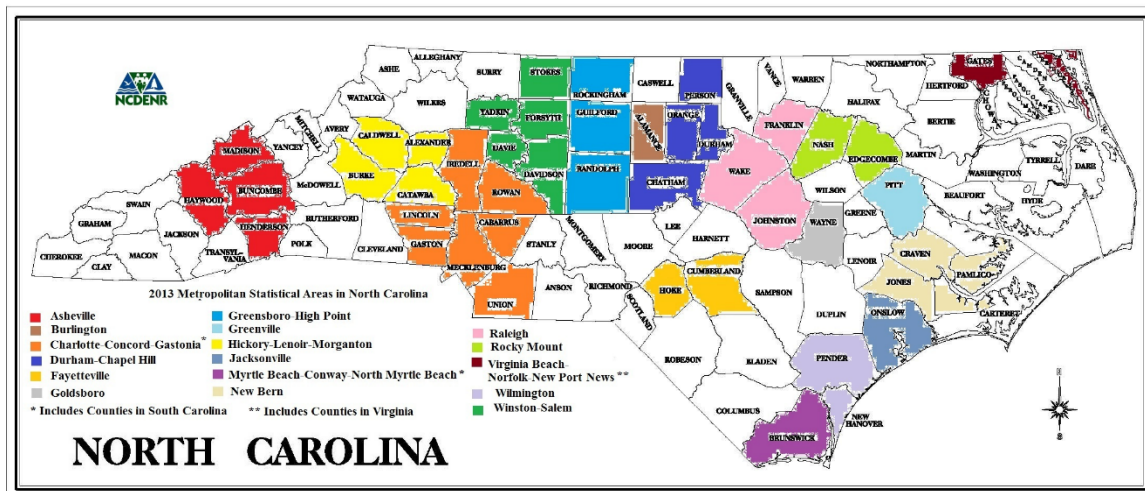 ALLEGHANY
ASHE
SURRY
STOKES
ROCKINGHAM
CASWELL
PERSON
GRANVILLE
VANCE
WARREN
NORTHAMPTON
GATES
HERTFORD
CHOWAN
CAMDEN
NCDENR
WATAUGA
WILKES
YADKIN
FORSYTH
GUILFORD
ALAMANCE
ORANGE
DURHAM
FRANKLIN
HALIFAX
BERTIE
MITCHELL
AVERY
CALDWELL
ALEXANDER
IREDELL
DAVIE
DAVIDSON
RANDOLPH
CHATHAM
WAKE
NASH
EDGECOMBE
MARTIN
WASHINGTON
TYRRELL
DARE
MADISON
YANCEY
BUNCOMBE
McDOWELL
BURKE
CATAWBA
ROWAN
HAYWOOD
SWAIN
GRAHAM
JACKSON
HENDERSON
RUTHERFORD
LINCOLN
CABARRUS
JOHNSTON
WILSON
PITT
BEAUFORT
HYDE
CHEROKEE
CLAY
MACON
TRANSYL
VANIA
POLK
CLEVELAND
GASTON
MECKLENBURG
STANLY
MONTGOMERY
MOORE
LEE
HARNETT
WAYNE
GREENE
LENOIR
CRAVEN
PAMLICO
JONES
UNION
ANSON
RICHMOND
SCOTLAND
HOKE
CUMBERLAND
SAMPSON
DUPLIN
ONSLOW
CARTERET
ROBESON
BLADEN
PENDER
COLUMBUS
BRUNSWICK
NEW
HANOVER
2013 Metropolitan Statistical Areas in North Carolina
Asheville
Burlington
Charlotte-Concord-Gastonia *
Durham-Chapel Hill
Fayetteville
Goldsboro
Greensboro-High Point
Greenville
Hickory-Lenoir-Morganton
Jacksonville
Myrtle Beach-Conway-North Myrtle Beach *
New Bern
Raleigh
Rocky Mount
Virginia Beach-
Norfolk-New Port News **
Wilmington
Winston-Salem
* Includes Counties in South Carolina
** Includes Counties in Virginia
NORTH CAROLINA